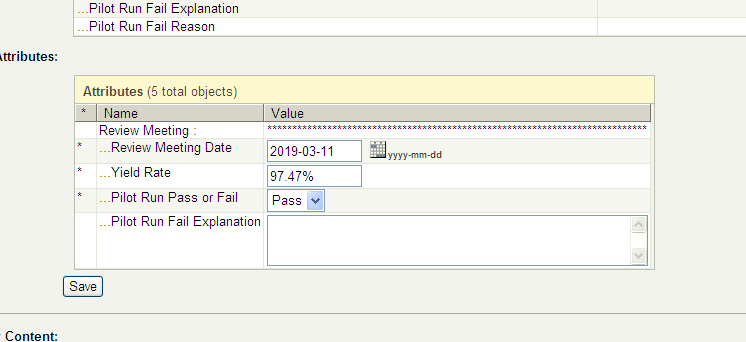 ...Pilot Run Fail Explanation
...Pilot Run Fail Reason
Attributes:
Attributes (5 total objects)
* Name Value
Review Meeting : ******************************************************************************
* ...Review Meeting Date 2019-03-11 yyyy-mm-dd
* ...Yield Rate 97.47%
* ...Pilot Run Pass or Fail Pass
...Pilot Run Fail Explanation
Save
Content: